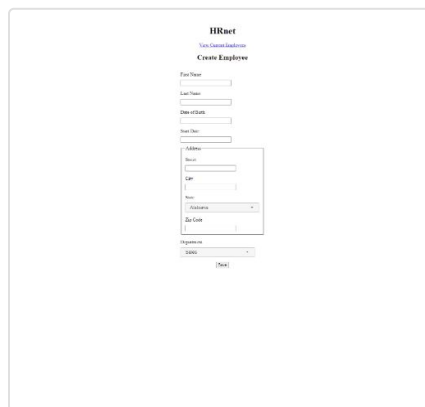 HRnet
View Current Employees
Create Employee
First Name
Last Name
Date of Birth
Start Date
Address
Street
City
State
Alabama
Zip Code
Department
Sales
Save